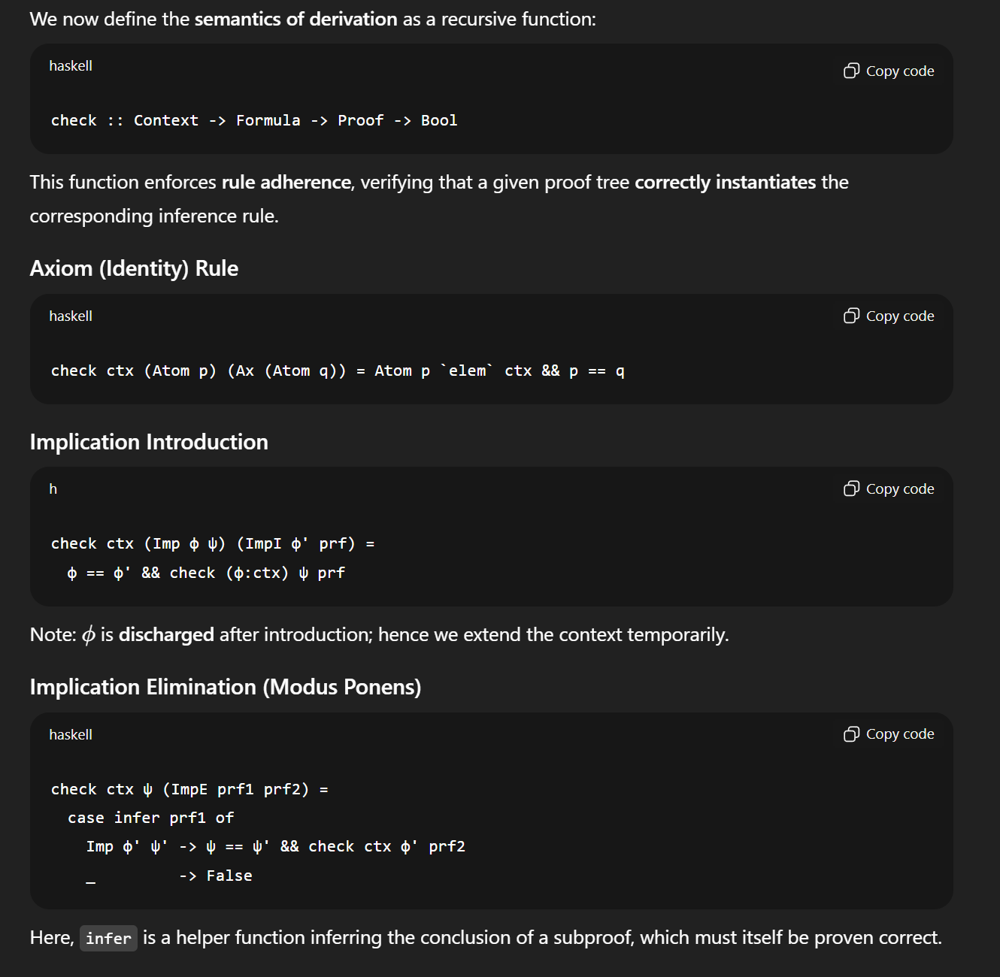 We now define the semantics of derivation as a recursive function:
haskell
Copy code
check :: Context -> Formula -> Proof -> Bool
This function enforces rule adherence, verifying that a given proof tree correctly instantiates the
corresponding inference rule.
Axiom (Identity) Rule
haskell
Copy code
check ctx (Atom p) (Ax (Atom q)) = Atom p `elem` ctx && p == q
Implication Introduction
h
Copy code
check ctx (Imp φ ψ) (ImpI φ' prf) =
  φ == φ' && check (φ:ctx) ψ prf
Note: ϕ is discharged after introduction; hence we extend the context temporarily.
Implication Elimination (Modus Ponens)
haskell
Copy code
check ctx ψ (ImpE prf1 prf2) =
  case infer prf1 of
    Imp φ' ψ' -> ψ == ψ' && check ctx φ' prf2
    _         -> False
Here, infer is a helper function inferring the conclusion of a subproof, which must itself be proven correct.